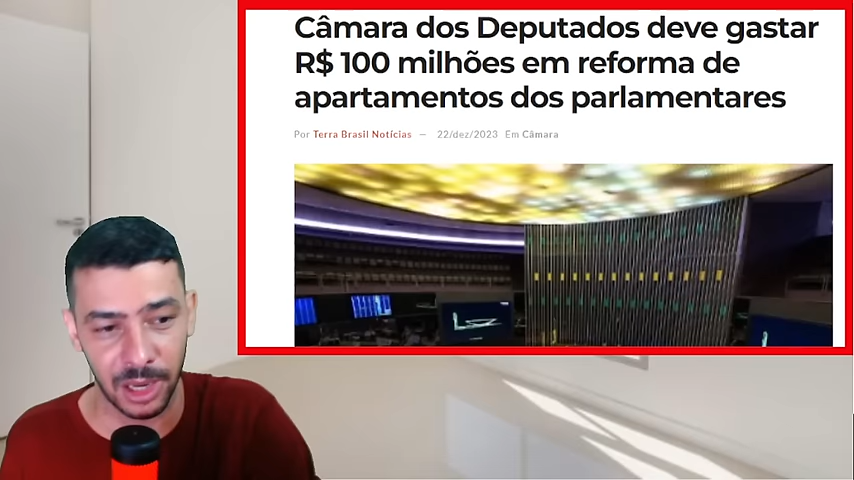 Câmara dos Deputados deve gastar
R$ 100 milhões em reforma de
apartamentos dos parlamentares
Por Terra Brasil Notícias — 22/dez/2023 Em Câmara